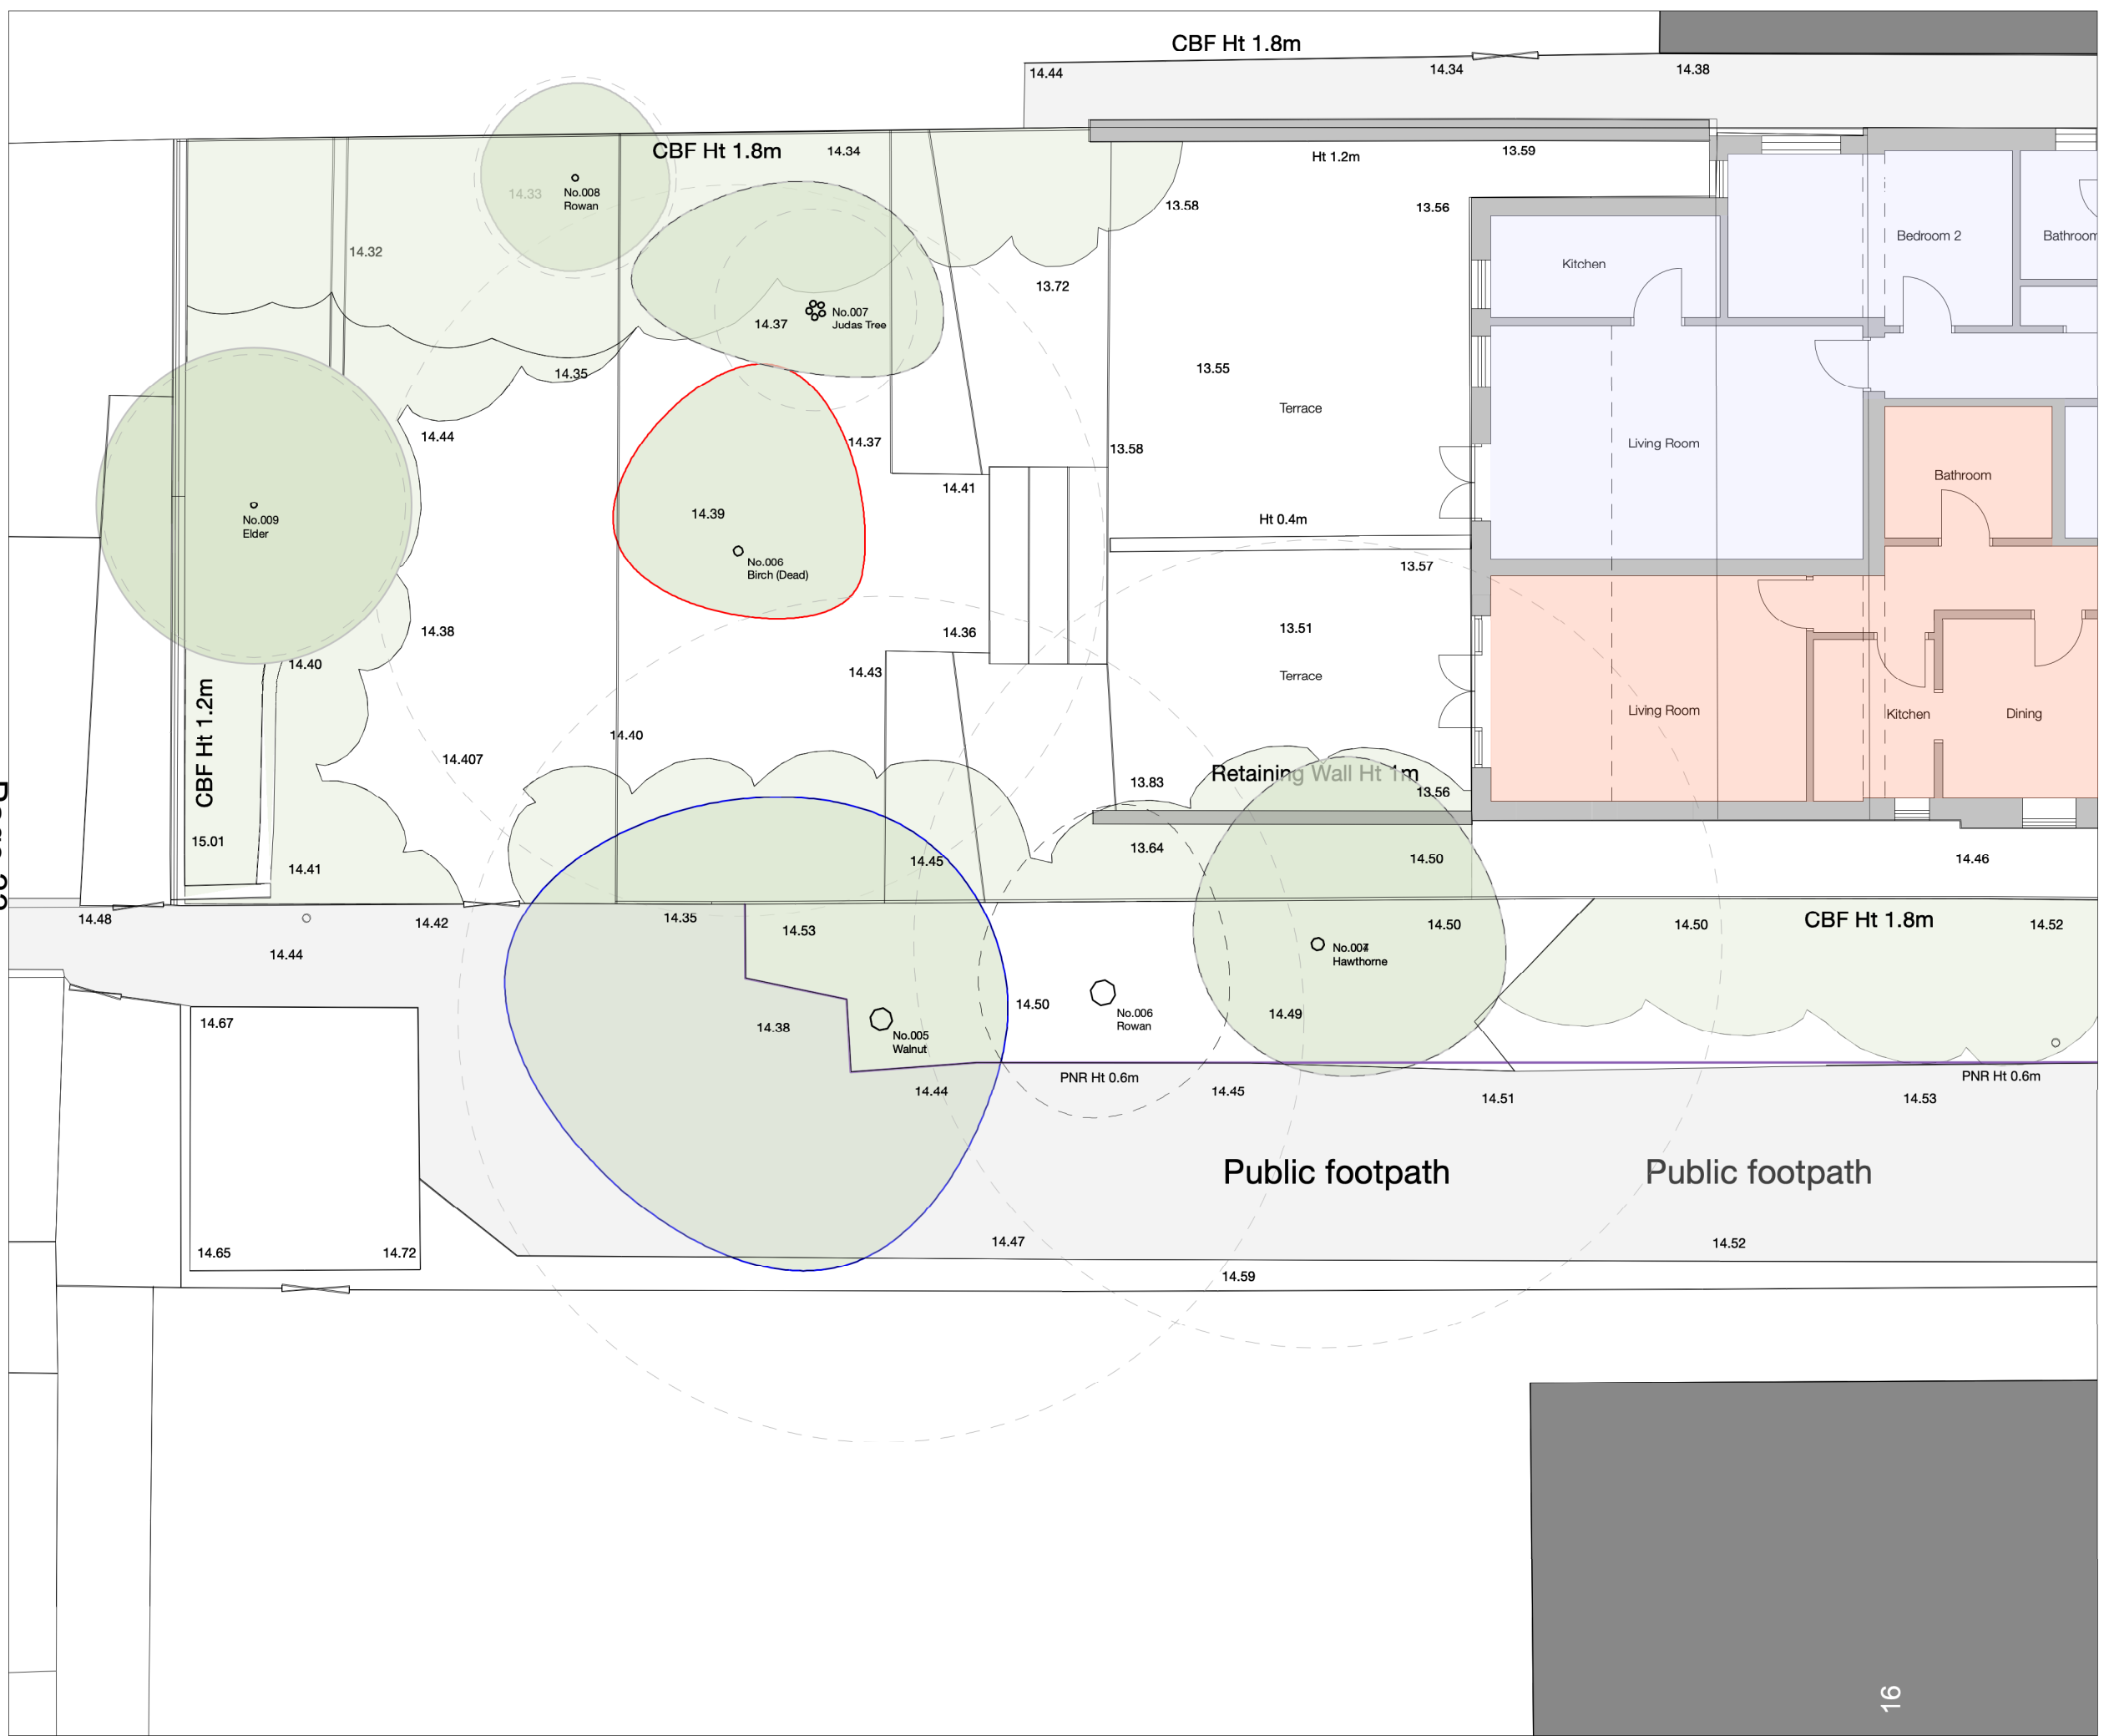 CBF Ht 1.8m
14.44
14.34
14.38
CBF Ht 1.8m
14.34
Ht 1.2m
13.59
14.33
No.008
Rowan
13.58
13.56
14.32
Kitchen
Bedroom 2
Bathroom
13.72
No.007
Judas Tree
14.37
14.35
13.55
Terrace
14.44
14.37
13.58
Living Room
Bathroom
14.41
14.39
No.009
Elder
Ht 0.4m
No.006
Birch (Dead)
13.57
14.38
14.36
13.51
14.40
14.43
Terrace
CBF Ht 1.2m
Living Room
Kitchen
Dining
14.40
14.407
Retaining Wall Ht 1m
13.83
13.56
15.01
13.64
14.41
14.45
14.50
14.46
14.48
14.42
14.35
14.53
14.50
14.50
CBF Ht 1.8m
14.52
14.44
Hawthorne
14.50
14.49
No.006
Rowan
14.67
14.38
No.005
Walnut
PNR Ht 0.6m
PNR Ht 0.6m
14.44
14.45
14.51
14.53
Public footpath
Public footpath
14.65
14.72
14.47
14.52
14.59
16